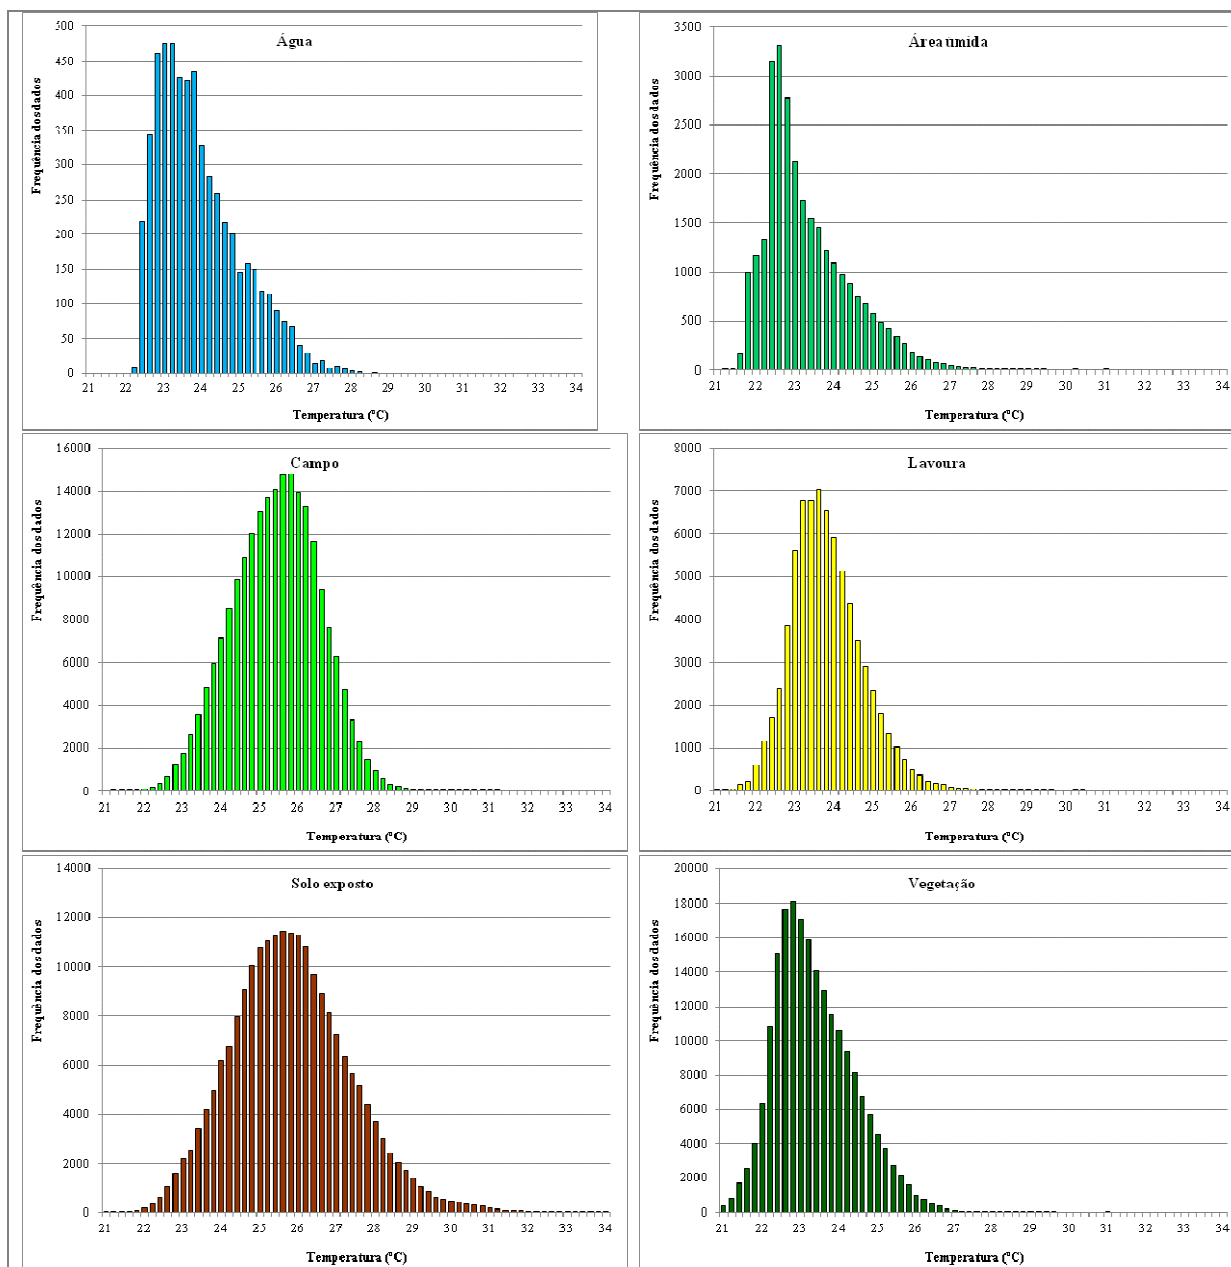 Água
Frequência dos dados
500
450
400
350
300
250
200
150
100
50
0
21 22 23 24 25 26 27 28 29 30 31 32 33 34
Temperatura (ºC)
Área úmida
Frequência dos dados
3500
3000
2500
2000
1500
1000
500
0
21 22 23 24 25 26 27 28 29 30 31 32 33 34
Temperatura (ºC)
Campo
Frequência dos dados
16000
14000
12000
10000
8000
6000
4000
2000
0
21 22 23 24 25 26 27 28 29 30 31 32 33 34
Temperatura (ºC)
Lavoura
Frequência dos dados
8000
7000
6000
5000
4000
3000
2000
1000
0
21 22 23 24 25 26 27 28 29 30 31 32 33 34
Temperatura (ºC)
Solo exposto
Frequência dos dados
14000
12000
10000
8000
6000
4000
2000
0
21 22 23 24 25 26 27 28 29 30 31 32 33 34
Temperatura (ºC)
Vegetação
Frequência dos dados
20000
18000
16000
14000
12000
10000
8000
6000
4000
2000
0
21 22 23 24 25 26 27 28 29 30 31 32 33 34
Temperatura (ºC)